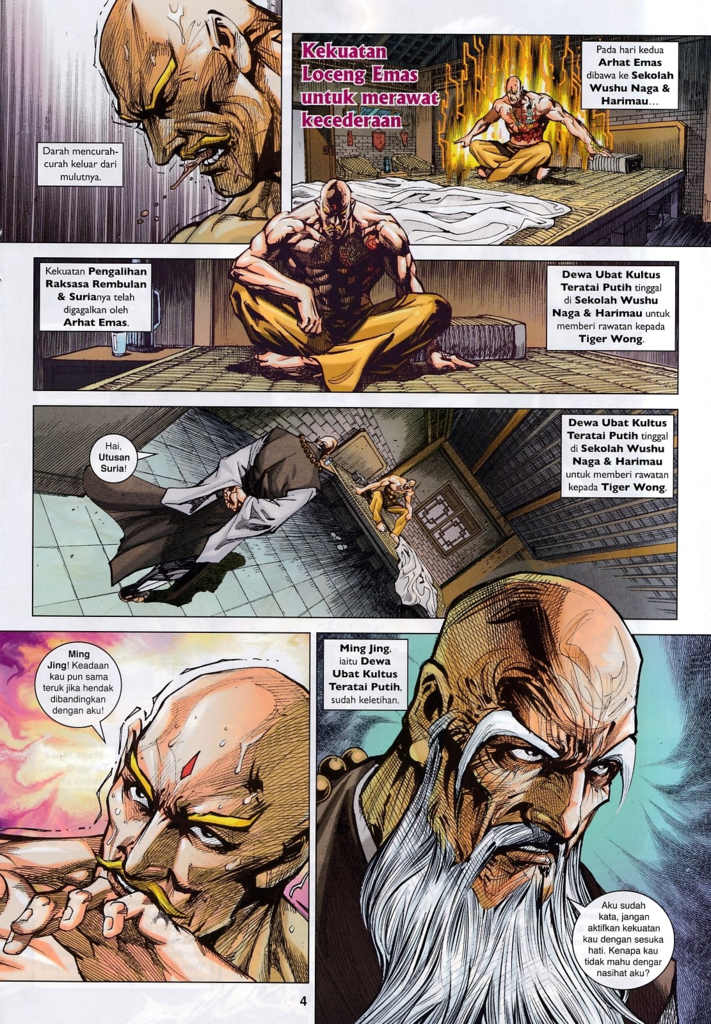 Darah mencurah-
curah keluar dari
mulutnya.
Kekuatan
Loceng Emas
untuk merawat
kecederaan
Pada hari kedua
Arhat Emas
dibawa ke Sekolah
Wushu Naga &
Harimau...
Kekuatan Pengalihan
Raksasa Rembulan
& Surianya telah
digagalkan oleh
Arhat Emas.
Dewa Ubat Kultus
Teratai Putih tinggal
di Sekolah Wushu
Naga & Harimau untuk
memberi rawatan kepada
Tiger Wong.
Hai,
Utusan
Suria!
Dewa Ubat Kultus
Teratai Putih tinggal
di Sekolah Wushu
Naga & Harimau
untuk memberi rawatan
kepada Tiger Wong.
Ming
Jing! Keadaan
kau pun sama
teruk jika hendak
dibandingkan
dengan aku!
Ming Jing,
iaitu Dewa
Ubat Kultus
Teratai Putih,
sudah keletihan.
Aku sudah
kata, jangan
aktifkan kekuatan
kau dengan sesuka
hati. Kenapa kau
tidak mahu dengar
nasihat aku?
4